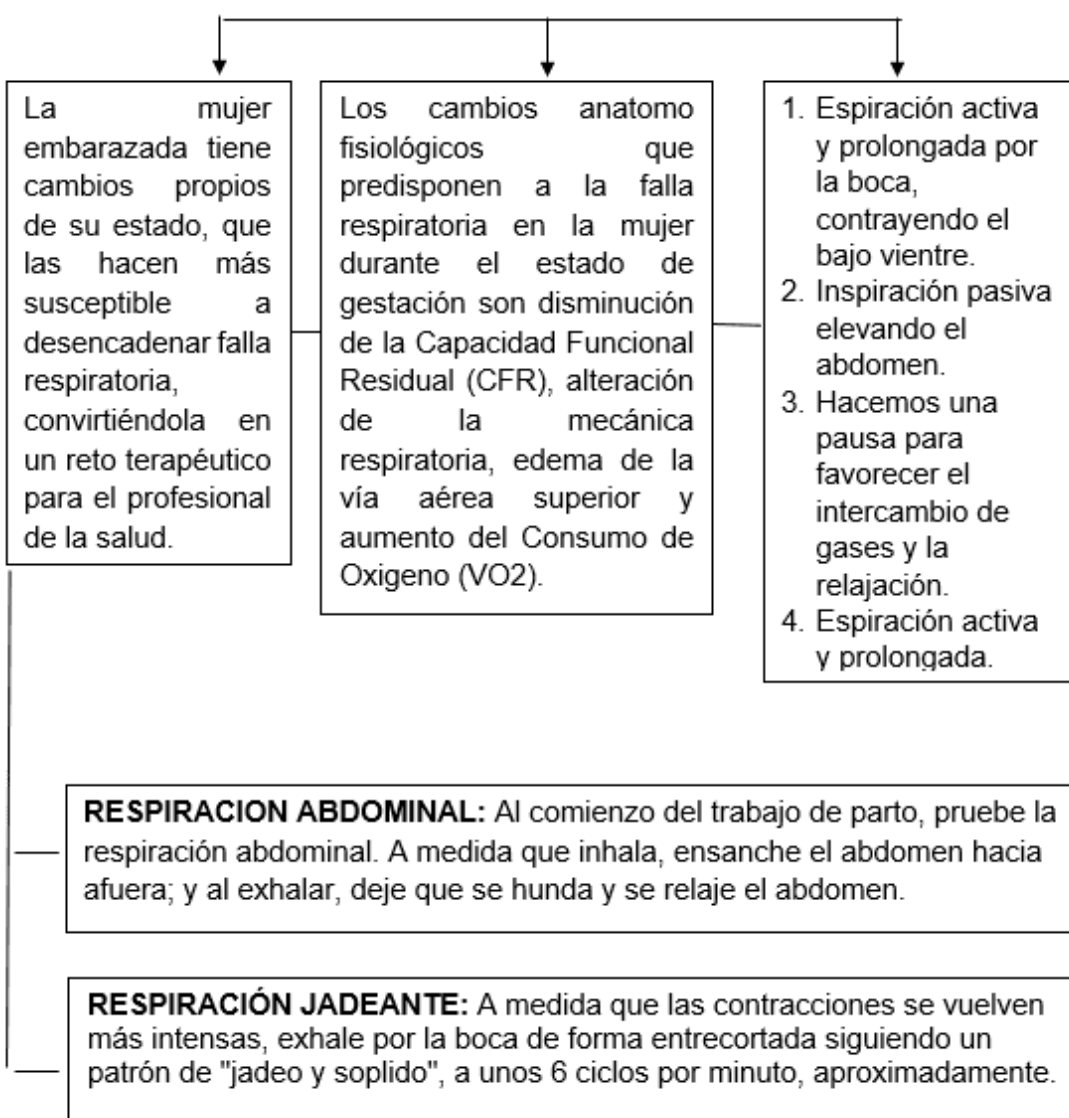 La mujer
embarazada tiene
cambios propios
de su estado, que
las hacen más
susceptible a
desencadenar falla
respiratoria,
convirtiéndola en
un reto terapéutico
para el profesional
de la salud.
Los cambios anatomo
fisiológicos que
predisponen a la falla
respiratoria en la mujer
durante el estado de
gestación son disminución
de la Capacidad Funcional
Residual (CFR), alteración
de la mecánica
respiratoria, edema de la
vía aérea superior y
aumento del Consumo de
Oxigeno (VO2).
1. Espiración activa
y prolongada por
la boca,
contrayendo el
bajo vientre.
2. Inspiración pasiva
elevando el
abdomen.
3. Hacemos una
pausa para
favorecer el
intercambio de
gases y la
relajación.
4. Espiración activa
y prolongada.
RESPIRACION ABDOMINAL: Al comienzo del trabajo de parto, pruebe la
respiración abdominal. A medida que inhala, ensanche el abdomen hacia
afuera; y al exhalar, deje que se hunda y se relaje el abdomen.
RESPIRACIÓN JADEANTE: A medida que las contracciones se vuelven
más intensas, exhale por la boca de forma entrecortada siguiendo un
patrón de "jadeo y soplido", a unos 6 ciclos por minuto, aproximadamente.